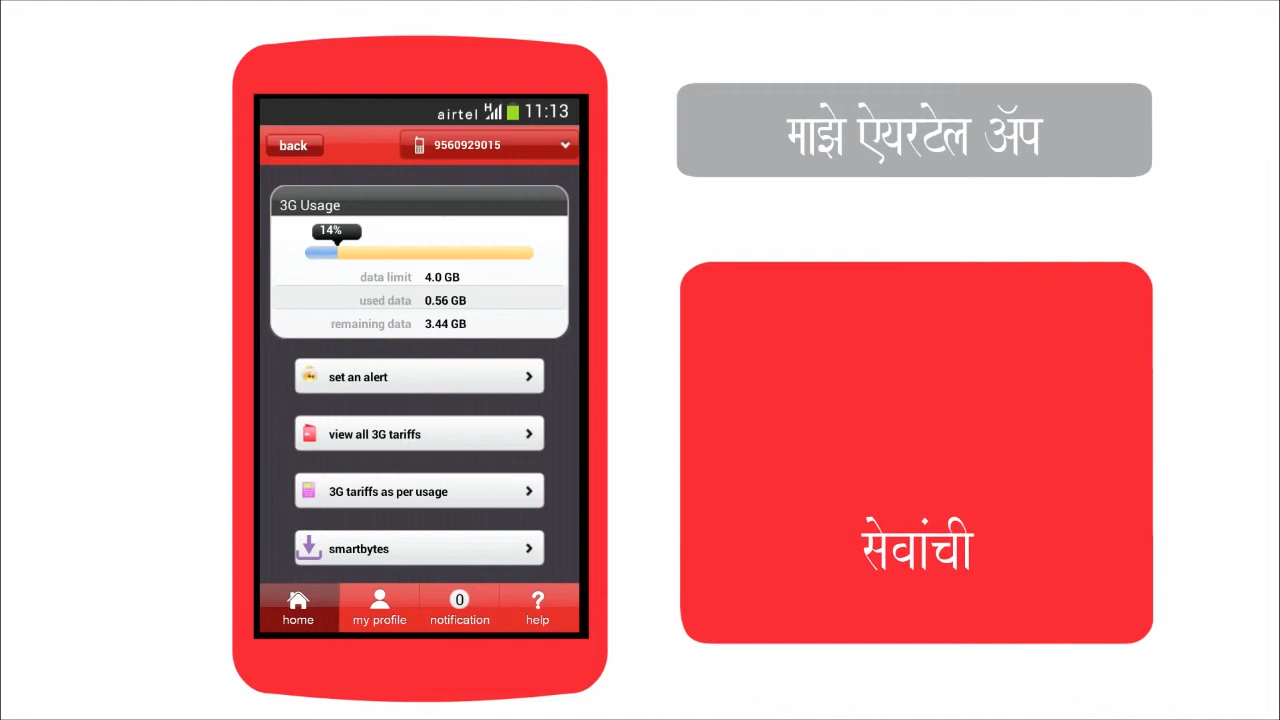 airtel H 11:13
back 9560929015
3G Usage
14%
data limit 4.0 GB
used data 0.56 GB
remaining data 3.44 GB
set an alert
view all 3G tariffs
3G tariffs as per usage
smartbytes
home my profile 0 notification ? help
माझे ऐयरटेल ॲप
सेवांची